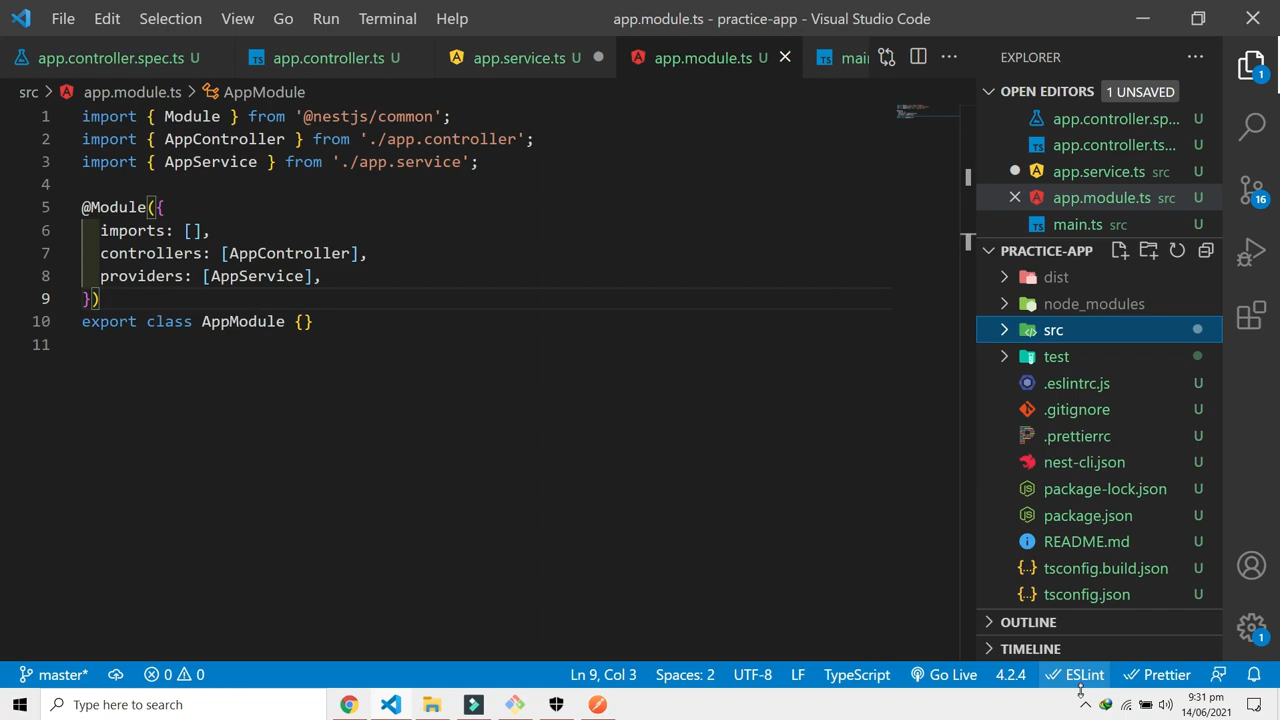 File Edit Selection View Go Run Terminal Help app.module.ts - practice-app - Visual Studio Code
app.controller.spec.ts U app.controller.ts U app.service.ts U app.module.ts U mai
EXPLORER
src app.module.ts AppModule
OPEN EDITORS 1 UNSAVED
1 import { Module } from '@nestjs/common';
2 import { AppController } from './app.controller';
3 import { AppService } from './app.service';
4
5 @Module({
6 imports: [],
7 controllers: [AppController],
8 providers: [AppService],
9 })
10 export class AppModule {}
11
app.controller.sp... U
app.controller.ts... U
app.service.ts src U
app.module.ts src U
main.ts src U
PRACTICE-APP
dist
node_modules
src
test
.eslintrc.js U
.gitignore U
.prettierrc U
nest-cli.json U
package-lock.json U
package.json U
README.md U
tsconfig.build.json U
tsconfig.json U
OUTLINE
TIMELINE
1
16
1
master* 0 0 Ln 9, Col 3 Spaces: 2 UTF-8 LF TypeScript Go Live 4.2.4 ESLint Prettier
Type here to search
9:31 pm
14/06/2021